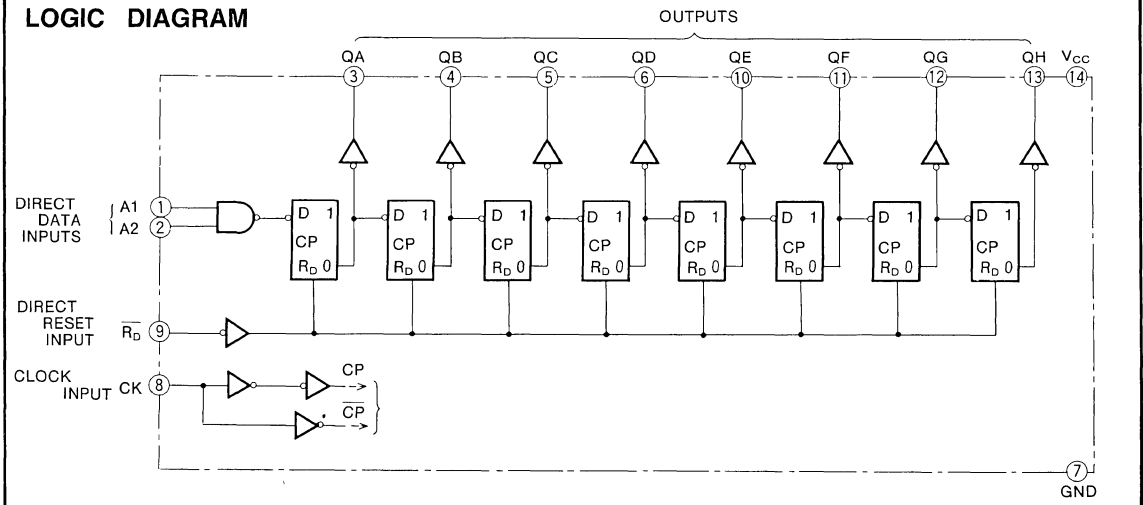 LOGIC DIAGRAM
OUTPUTS
QA QB QC QD QE QF QG QH VCC
3 4 5 6 10 11 12 13 14
DIRECT DATA INPUTS
A1 1
A2 2
D 1 D 1 D 1 D 1 D 1 D 1 D 1 D 1
CP CP CP CP CP CP CP CP
RD 0 RD 0 RD 0 RD 0 RD 0 RD 0 RD 0 RD 0
DIRECT RESET INPUT
R̅D̅ 9
CLOCK INPUT CK 8
CP
C̅P̅
7
GND